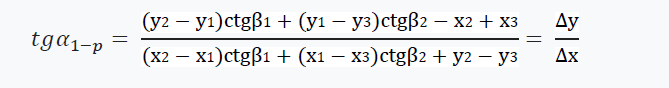 tgα₁₋ₚ = (y2 − y1)ctgβ1 + (y1 − y3)ctgβ2 − x2 + x3 / (x2 − x1)ctgβ1 + (x1 − x3)ctgβ2 + y2 − y3 = Δy / Δx